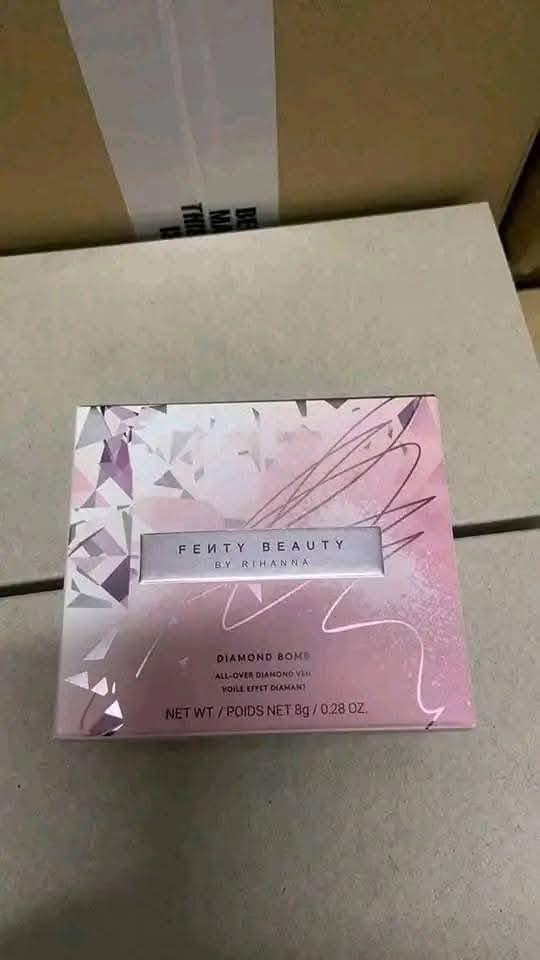 FEИTY BEAUTY
BY RIHANNA
DIAMOND BOMB
ALL-OVER DIAMOND VEIL
VOILE EFFET DIAMANT
NET WT / POIDS NET 8g / 0.28 OZ.